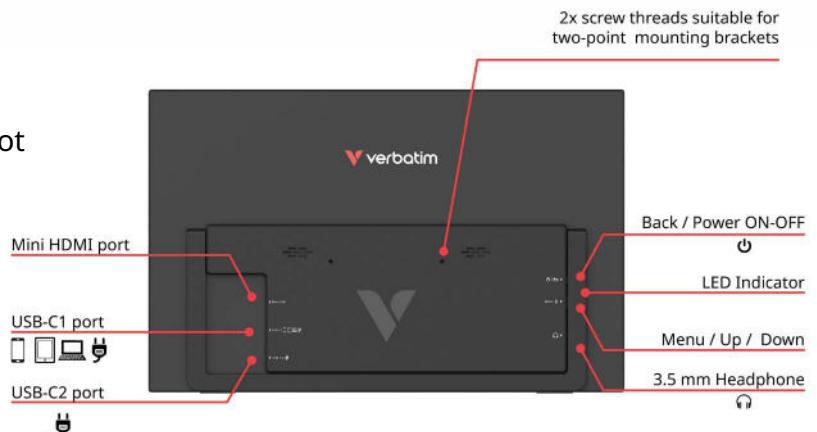 2x screw threads suitable for
two-point mounting brackets
ot
verbatim
Mini HDMI port
USB-C1 port
USB-C2 port
Back / Power ON-OFF
LED Indicator
Menu / Up / Down
3.5 mm Headphone